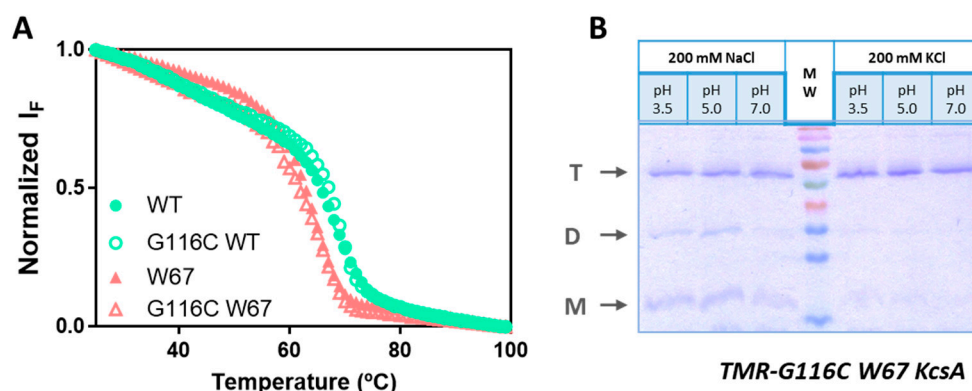 A
Normalized I_F
1.0
0.5
0.0
WT
G116C WT
W67
G116C W67
40
60
80
100
Temperature (ºC)
B
200 mM NaCl
M
W
200 mM KCl
pH
3.5
pH
5.0
pH
7.0
pH
3.5
pH
5.0
pH
7.0
T
D
M
TMR-G116C W67 KcsA